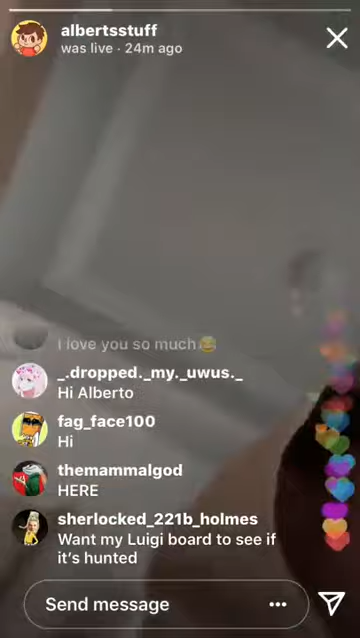 albertsstuff
was live · 24m ago
I love you so much😂
_.dropped._my._uwus._
Hi Alberto
fag_face100
Hi
themammalgod
HERE
sherlocked_221b_holmes
Want my Luigi board to see if
it's hunted
Send message